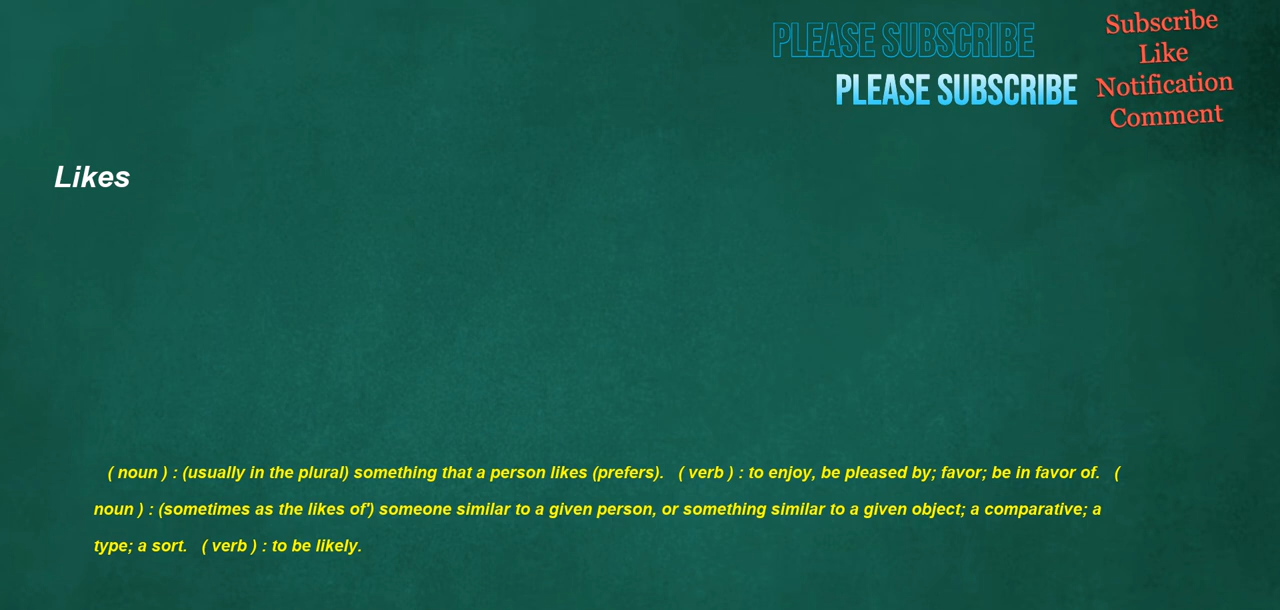 PLEASE SUBSCRIBE
PLEASE SUBSCRIBE
Subscribe
Like
Notification
Comment
Likes
( noun ) : (usually in the plural) something that a person likes (prefers). ( verb ) : to enjoy, be pleased by; favor; be in favor of. (
noun ) : (sometimes as the likes of') someone similar to a given person, or something similar to a given object; a comparative; a
type; a sort. ( verb ) : to be likely.